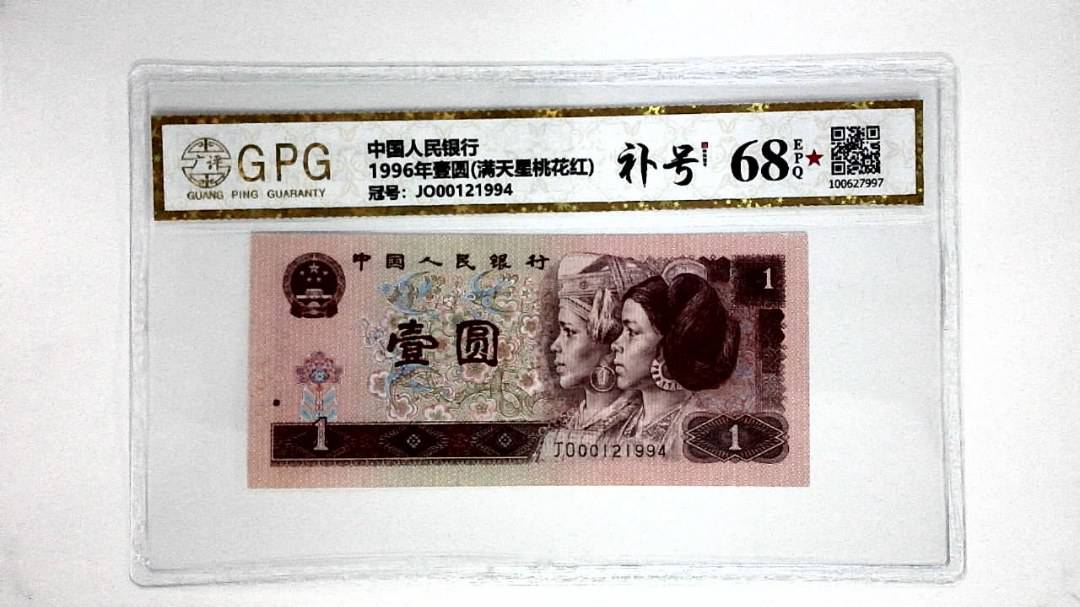 广评
GPG
GUANG PING GUARANTY
中国人民银行
1996年壹圆(满天星桃花红)
冠号: JO00121994
补号
68
EPQ
100627997
中国人民银行
1
壹圆
1
JO00121994
1